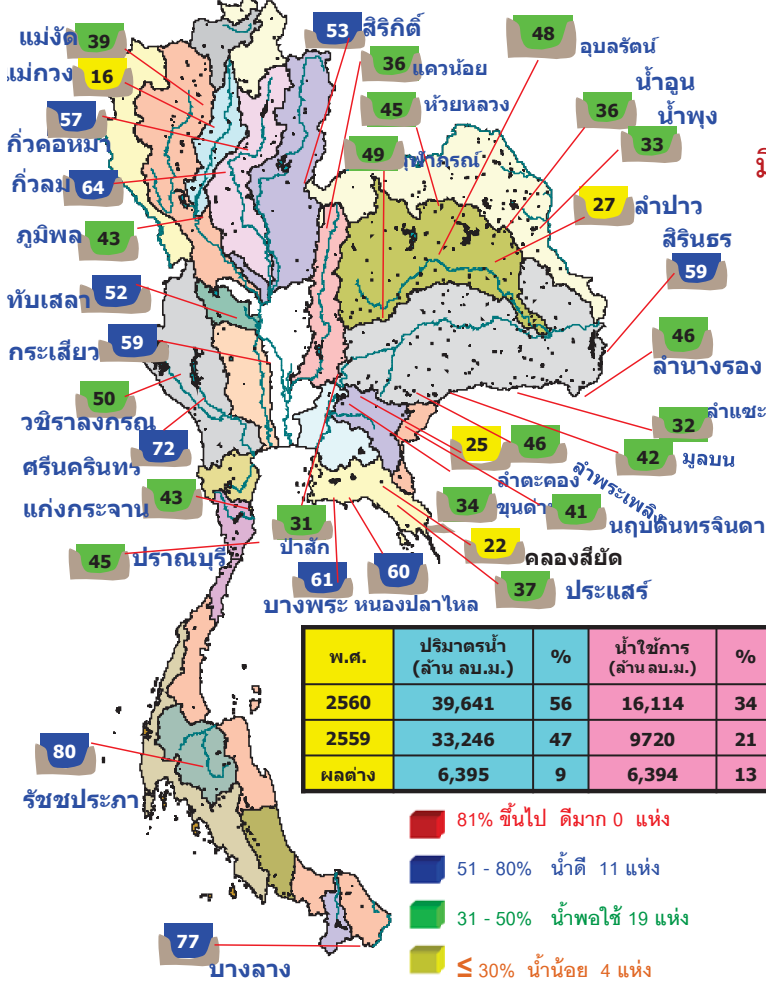 53 สิริกิติ์
แม่งัด 39
48 อุบลรัตน์
36 แควน้อย
16
น้ำอูน
36
45 ห้วยหลวง
น้ำพุง
57
33
49
กิ่วลม 64
27 ลำปาว
ภูมิพล 43
สิรินธร
59
ทับเสลา 52
กระเสียว 59
46
ลำนางรอง
50
วชิราลงกรณ
32 ลำแชะ
72
25
46
42 มูลบน
ศรีนครินทร
ลำตะคอง
ลำพระเพลิง
43
แก่งกระจาน
34
41
นฤบดินทรจินดา
31
ป่าสัก
45 ปราณบุรี
22
คลองสียัด
61
60
บางพระ หนองปลาไหล
37
ประแสร์
พ.ศ. ปริมาตรน้ำ (ล้าน ลบ.ม.) % น้ำใช้การ (ล้าน ลบ.ม.) %
2560 39,641 56 16,114 34
2559 33,246 47 9720 21
ผลต่าง 6,395 9 6,394 13
80
รัชชประภา
81% ขึ้นไป ดีมาก 0 แห่ง
51 - 80% น้ำดี 11 แห่ง
31 - 50% น้ำพอใช้ 19 แห่ง
≤ 30% น้ำน้อย 4 แห่ง
77
บางลาง